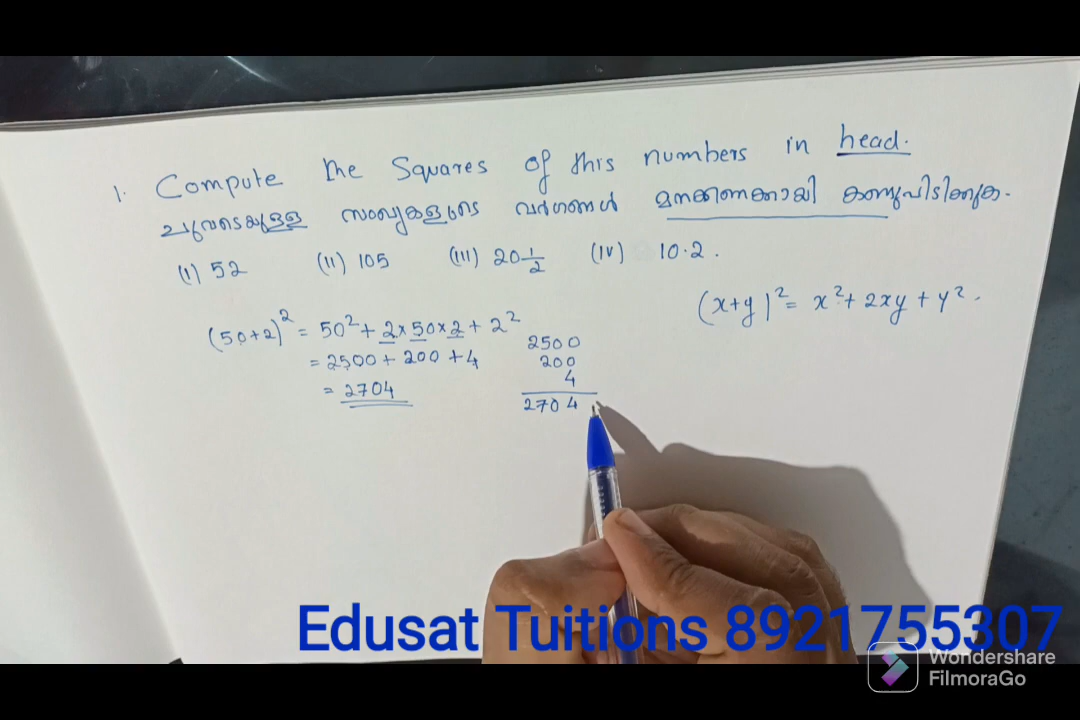 1. Compute the Squares of this numbers in head.
ചുവടെയുള്ള സംഖ്യകളുടെ വർഗങ്ങൾ മനക്കണക്കായി കണ്ടുപിടിക്കുക.
(i) 52 (ii) 105 (iii) 20 1/2 (iv) 10.2.
(x+y)² = x² + 2xy + y².
(50+2)² = 50² + 2×50×2 + 2²
= 2500 + 200 + 4
= 2704
2500
200
4
2704
Edusat Tuitions 8921755307
Wondershare
FilmoraGo